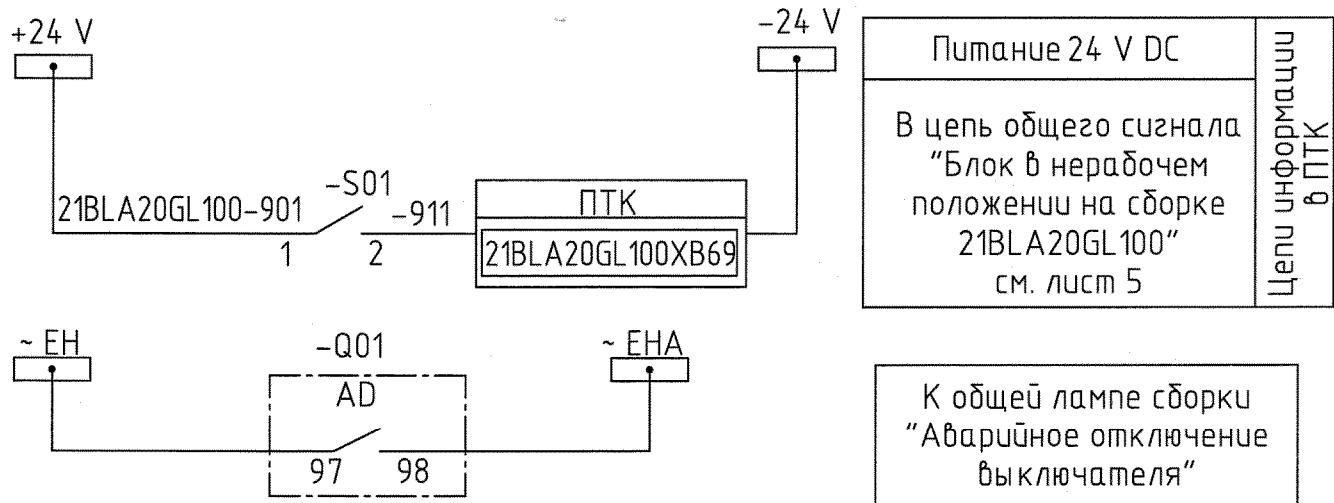 +24 V
-24 V
21BLA20GL100-901
-S01
1
2
-911
ПТК
21BLA20GL100XB69
Питание 24 V DC
В цепь общего сигнала
"Блок в нерабочем
положении на сборке
21BLA20GL100"
см. лист 5
Цепи информации
в ПТК
~ EH
-Q01
AD
97
98
~ EHA
К общей лампе сборки
"Аварийное отключение
выключателя"